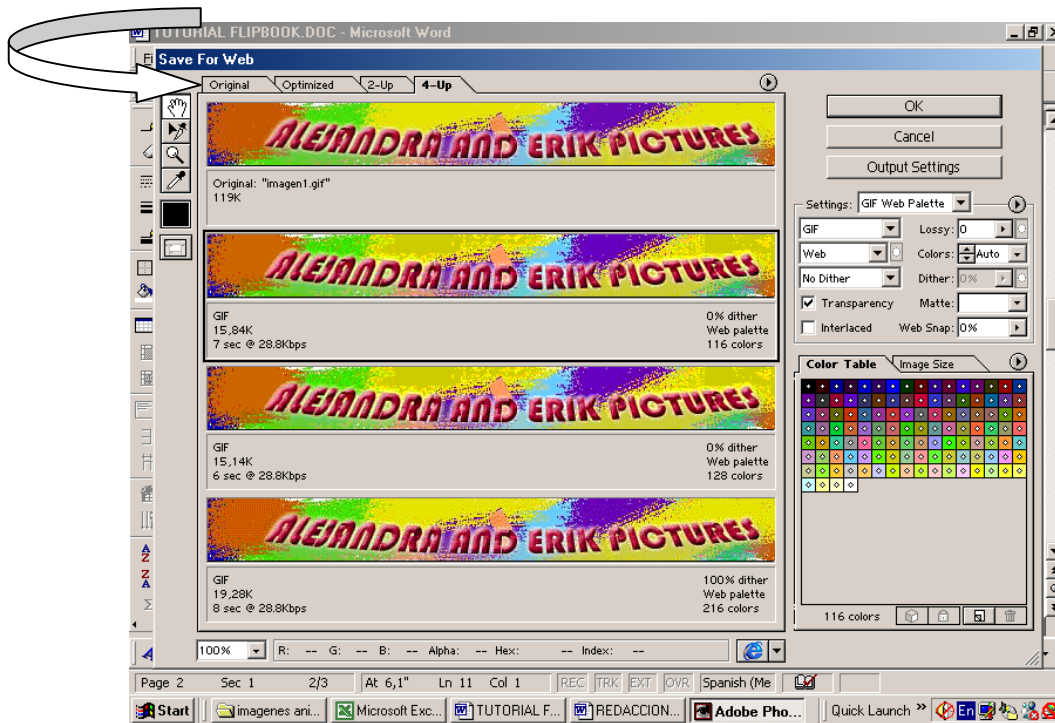 TUTORIAL FLIPBOOK.DOC - Microsoft Word
Fi
Save For Web
Original Optimized 2-Up 4-Up
ALEJANDRA AND ERIK PICTURES
Original: "imagen1.gif"
119K
ALEJANDRA AND ERIK PICTURES
GIF 0% dither
15,84K Web palette
7 sec @ 28.8Kbps 116 colors
ALEJANDRA AND ERIK PICTURES
GIF 0% dither
15,14K Web palette
6 sec @ 28.8Kbps 128 colors
ALEJANDRA AND ERIK PICTURES
GIF 100% dither
19,28K Web palette
8 sec @ 28.8Kbps 216 colors
OK
Cancel
Output Settings
Settings: GIF Web Palette
GIF Lossy: 0
Web Colors: Auto
No Dither Dither: 0%
Transparency Matte:
Interlaced Web Snap: 0%
Color Table Image Size
116 colors
100% R: -- G: -- B: -- Alpha: -- Hex: -- Index: --
Page 2 Sec 1 2/3 At 6,1" Ln 11 Col 1 REC TRK EXT OVR Spanish (Me
Start imagenes ani... Microsoft Exc... TUTORIAL F... REDACCION... Adobe Pho... Quick Launch » En